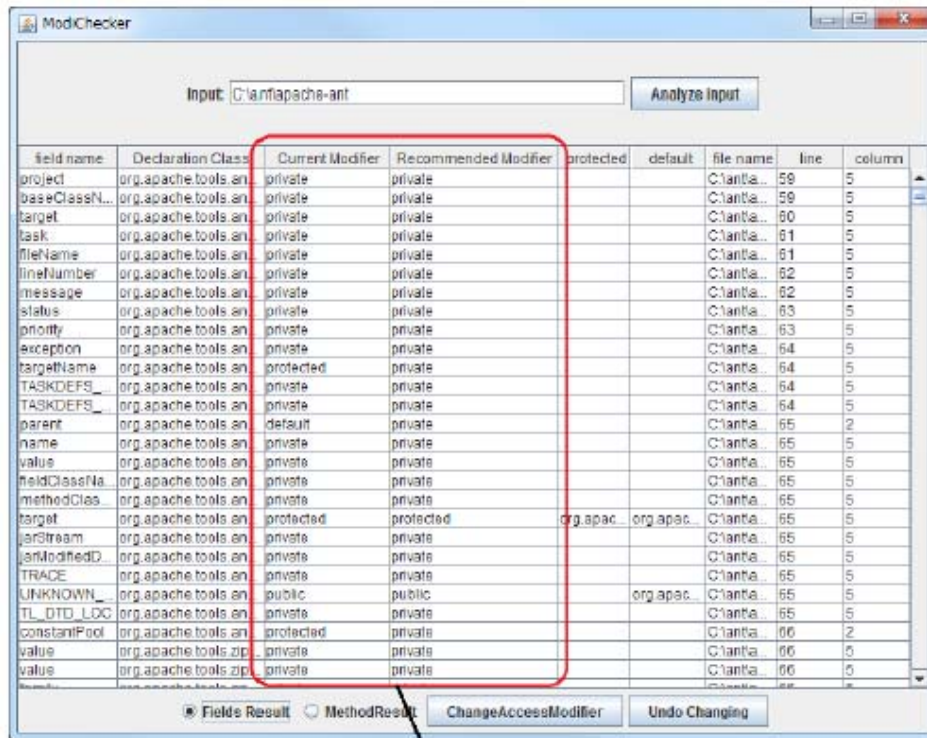 ModiChecker
Input: C:\ant\apache-ant Analyze Input
field name Declaration Class Current Modifier Recommended Modifier protected default file name line column
project org.apache.tools.an... private private C:\ant\a... 59 5
baseClassN... org.apache.tools.an... private private C:\ant\a... 59 5
target org.apache.tools.an... private private C:\ant\a... 60 5
task org.apache.tools.an... private private C:\ant\a... 61 5
fileName org.apache.tools.an... private private C:\ant\a... 61 5
lineNumber org.apache.tools.an... private private C:\ant\a... 62 5
message org.apache.tools.an... private private C:\ant\a... 62 5
status org.apache.tools.an... private private C:\ant\a... 63 5
priority org.apache.tools.an... private private C:\ant\a... 63 5
exception org.apache.tools.an... private private C:\ant\a... 64 5
targetName org.apache.tools.an... protected private C:\ant\a... 64 5
TASKDEFS_... org.apache.tools.an... private private C:\ant\a... 64 5
TASKDEFS_... org.apache.tools.an... private private C:\ant\a... 64 5
parent org.apache.tools.an... default private C:\ant\a... 65 2
name org.apache.tools.an... private private C:\ant\a... 65 5
value org.apache.tools.an... private private C:\ant\a... 65 5
fieldClassNa... org.apache.tools.an... private private C:\ant\a... 65 5
methodClas... org.apache.tools.an... private private C:\ant\a... 65 5
target org.apache.tools.an... protected protected org.apac... org.apac... C:\ant\a... 65 5
jarStream org.apache.tools.an... private private C:\ant\a... 65 5
jarModifiedD... org.apache.tools.an... private private C:\ant\a... 65 5
TRACE org.apache.tools.an... private private C:\ant\a... 65 5
UNKNOWN_... org.apache.tools.an... public public org.apac... C:\ant\a... 65 5
TL_DTD_LOC org.apache.tools.an... private private C:\ant\a... 65 5
constantPool org.apache.tools.an... protected private C:\ant\a... 66 2
value org.apache.tools.zip... private private C:\ant\a... 66 5
value org.apache.tools.zip... private private C:\ant\a... 66 5
Fields Result MethodResult ChangeAccessModifier Undo Changing